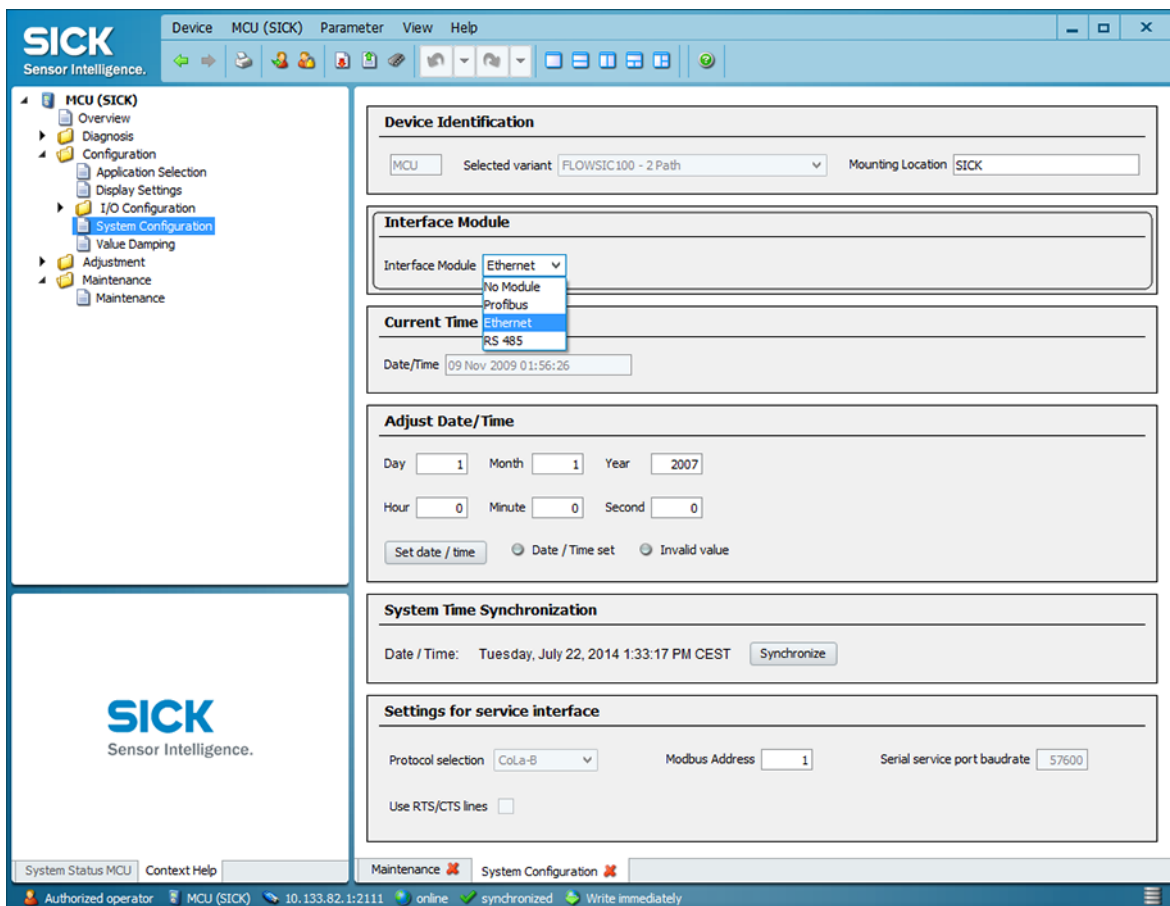 SICK
Sensor Intelligence.
Device MCU (SICK) Parameter View Help
MCU (SICK)
Overview
Diagnosis
Configuration
Application Selection
Display Settings
I/O Configuration
System Configuration
Value Damping
Adjustment
Maintenance
Maintenance
SICK
Sensor Intelligence.
System Status MCU Context Help
Device Identification
MCU Selected variant FLOWSIC100 - 2 Path Mounting Location SICK
Interface Module
Interface Module Ethernet
No Module
Profibus
Ethernet
RS 485
Current Time
Date/Time 09 Nov 2009 01:56:26
Adjust Date/Time
Day 1 Month 1 Year 2007
Hour 0 Minute 0 Second 0
Set date / time Date / Time set Invalid value
System Time Synchronization
Date / Time: Tuesday, July 22, 2014 1:33:17 PM CEST Synchronize
Settings for service interface
Protocol selection CoLa-B Modbus Address 1 Serial service port baudrate 57600
Use RTS/CTS lines
Maintenance System Configuration
Authorized operator MCU (SICK) 10.133.82.1:2111 online synchronized Write immediately